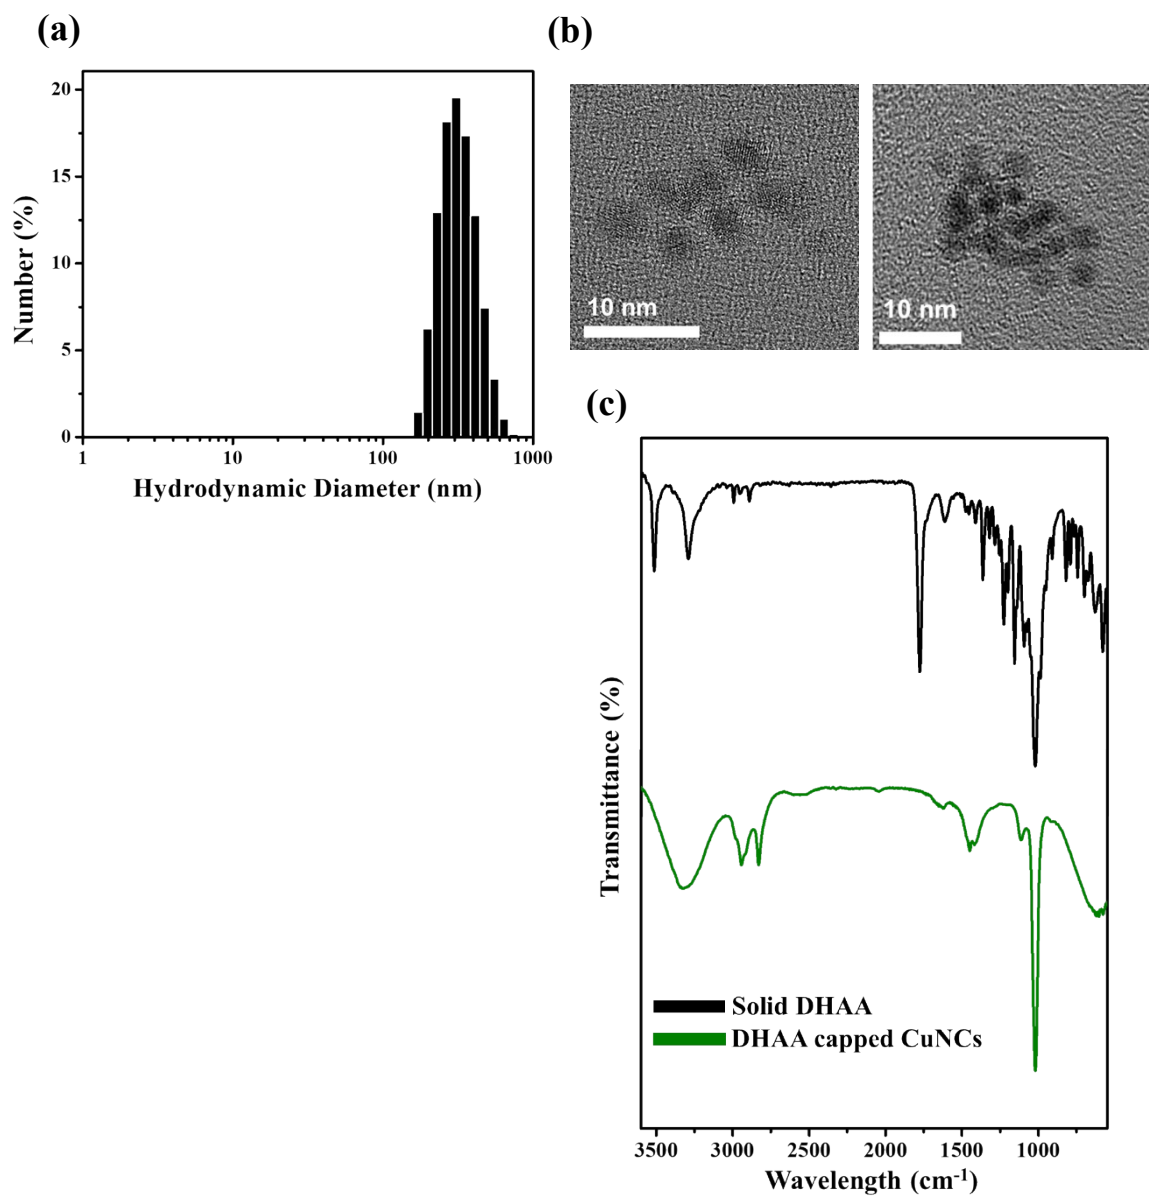 (a)
(b)
20
15
10
5
0
Number (%)
1
10
100
1000
Hydrodynamic Diameter (nm)
10 nm
10 nm
(c)
Transmittance (%)
Solid DHAA
DHAA capped CuNCs
3500
3000
2500
2000
1500
1000
Wavelength (cm-1)